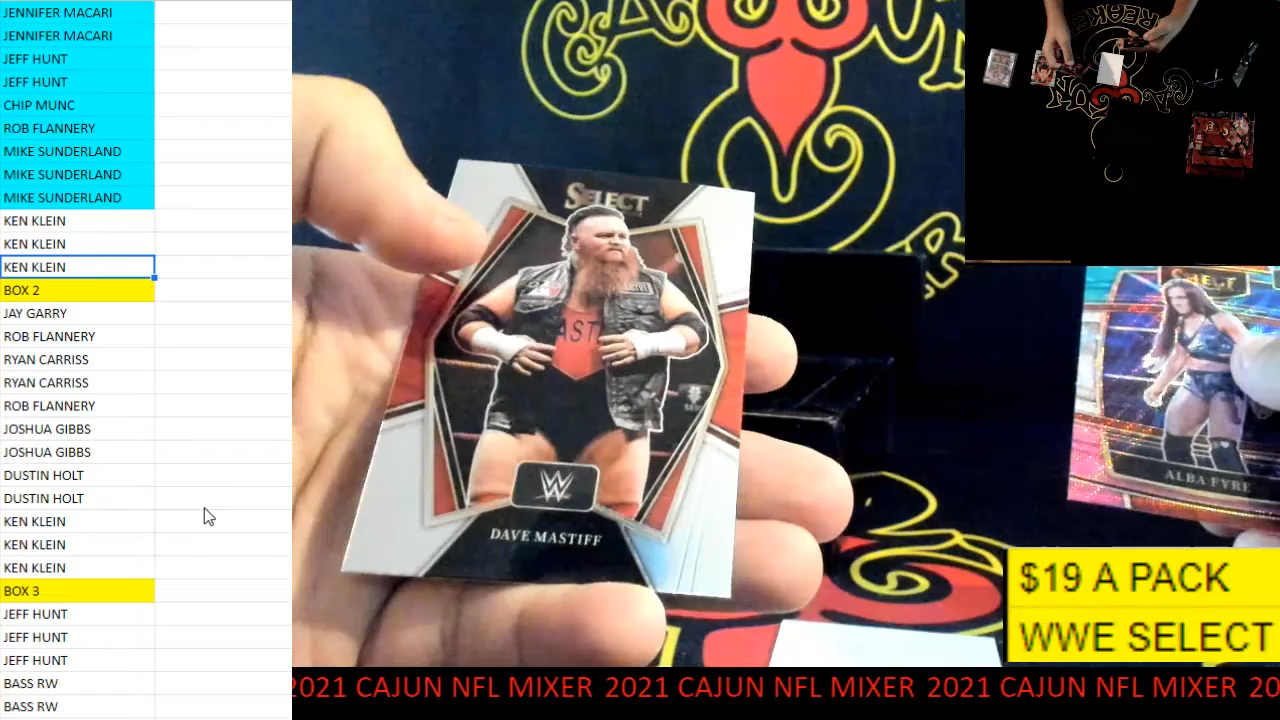 JENNIFER MACARI
JENNIFER MACARI
JEFF HUNT
JEFF HUNT
CHIP MUNC
ROB FLANNERY
MIKE SUNDERLAND
MIKE SUNDERLAND
MIKE SUNDERLAND
KEN KLEIN
KEN KLEIN
KEN KLEIN
BOX 2
JAY GARRY
ROB FLANNERY
RYAN CARRISS
RYAN CARRISS
ROB FLANNERY
JOSHUA GIBBS
JOSHUA GIBBS
DUSTIN HOLT
DUSTIN HOLT
KEN KLEIN
KEN KLEIN
KEN KLEIN
BOX 3
JEFF HUNT
JEFF HUNT
JEFF HUNT
BASS RW
BASS RW
SELECT
W
DAVE MASTIFF
SELECT
ALBA FYRE
$19 A PACK
WWE SELECT
2021 CAJUN NFL MIXER 2021 CAJUN NFL MIXER 2021 CAJUN NFL MIXER 20